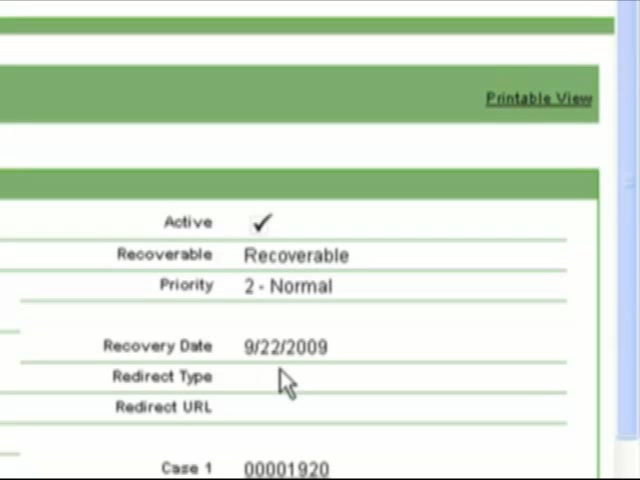 Printable View
Active ✓
Recoverable Recoverable
Priority 2 - Normal
Recovery Date 9/22/2009
Redirect Type
Redirect URL
Case 1 00001920